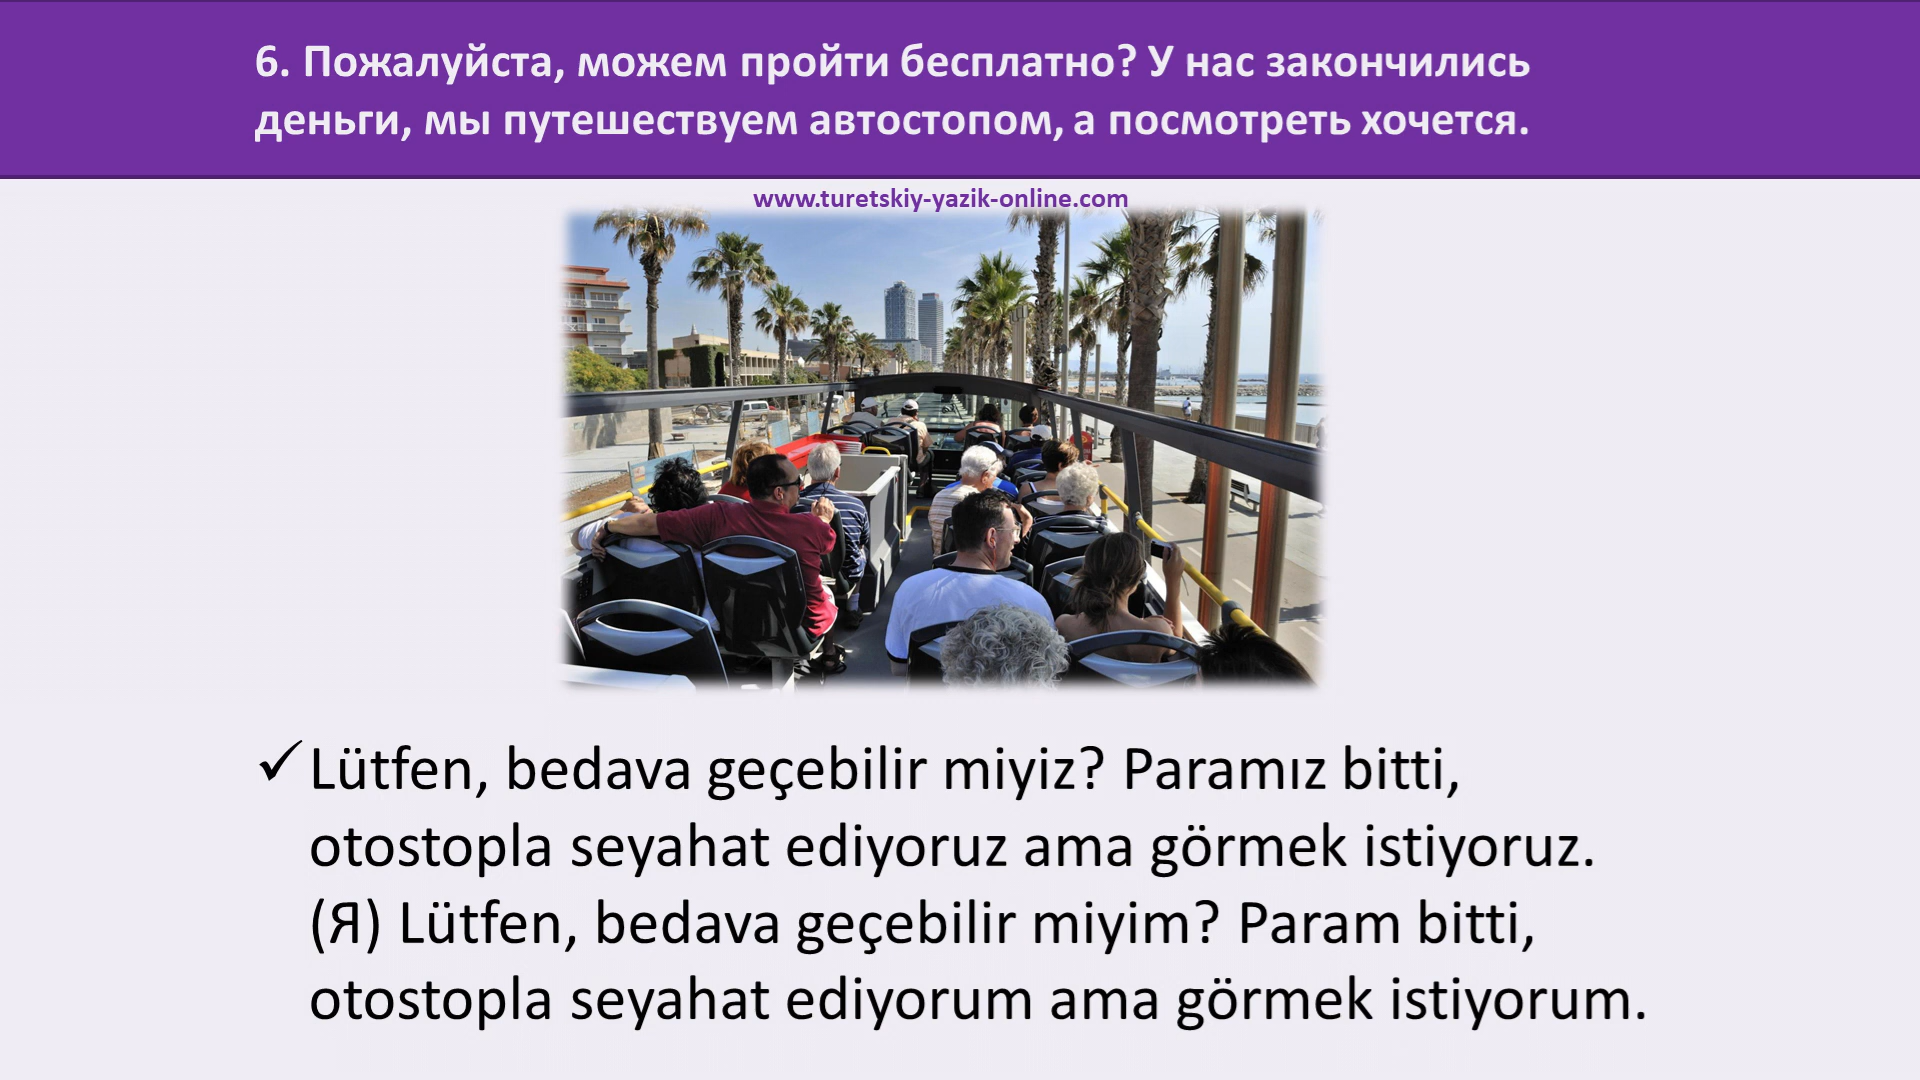 6. Пожалуйста, можем пройти бесплатно? У нас закончились
деньги, мы путешествуем автостопом, а посмотреть хочется.
www.turetskiy-yazik-online.com
✓ Lütfen, bedava geçebilir miyiz? Paramız bitti,
otostopla seyahat ediyoruz ama görmek istiyoruz.
(Я) Lütfen, bedava geçebilir miyim? Param bitti,
otostopla seyahat ediyorum ama görmek istiyorum.